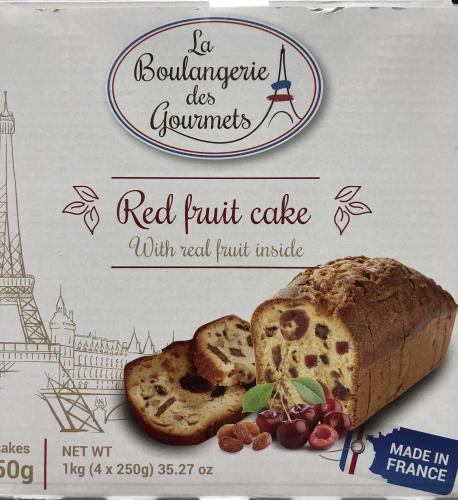 La
Boulangerie
des
Gourmets
Red fruit cake
With real fruit inside
cakes
50g
NET WT
1kg (4 x 250g) 35.27 oz
MADE IN
FRANCE